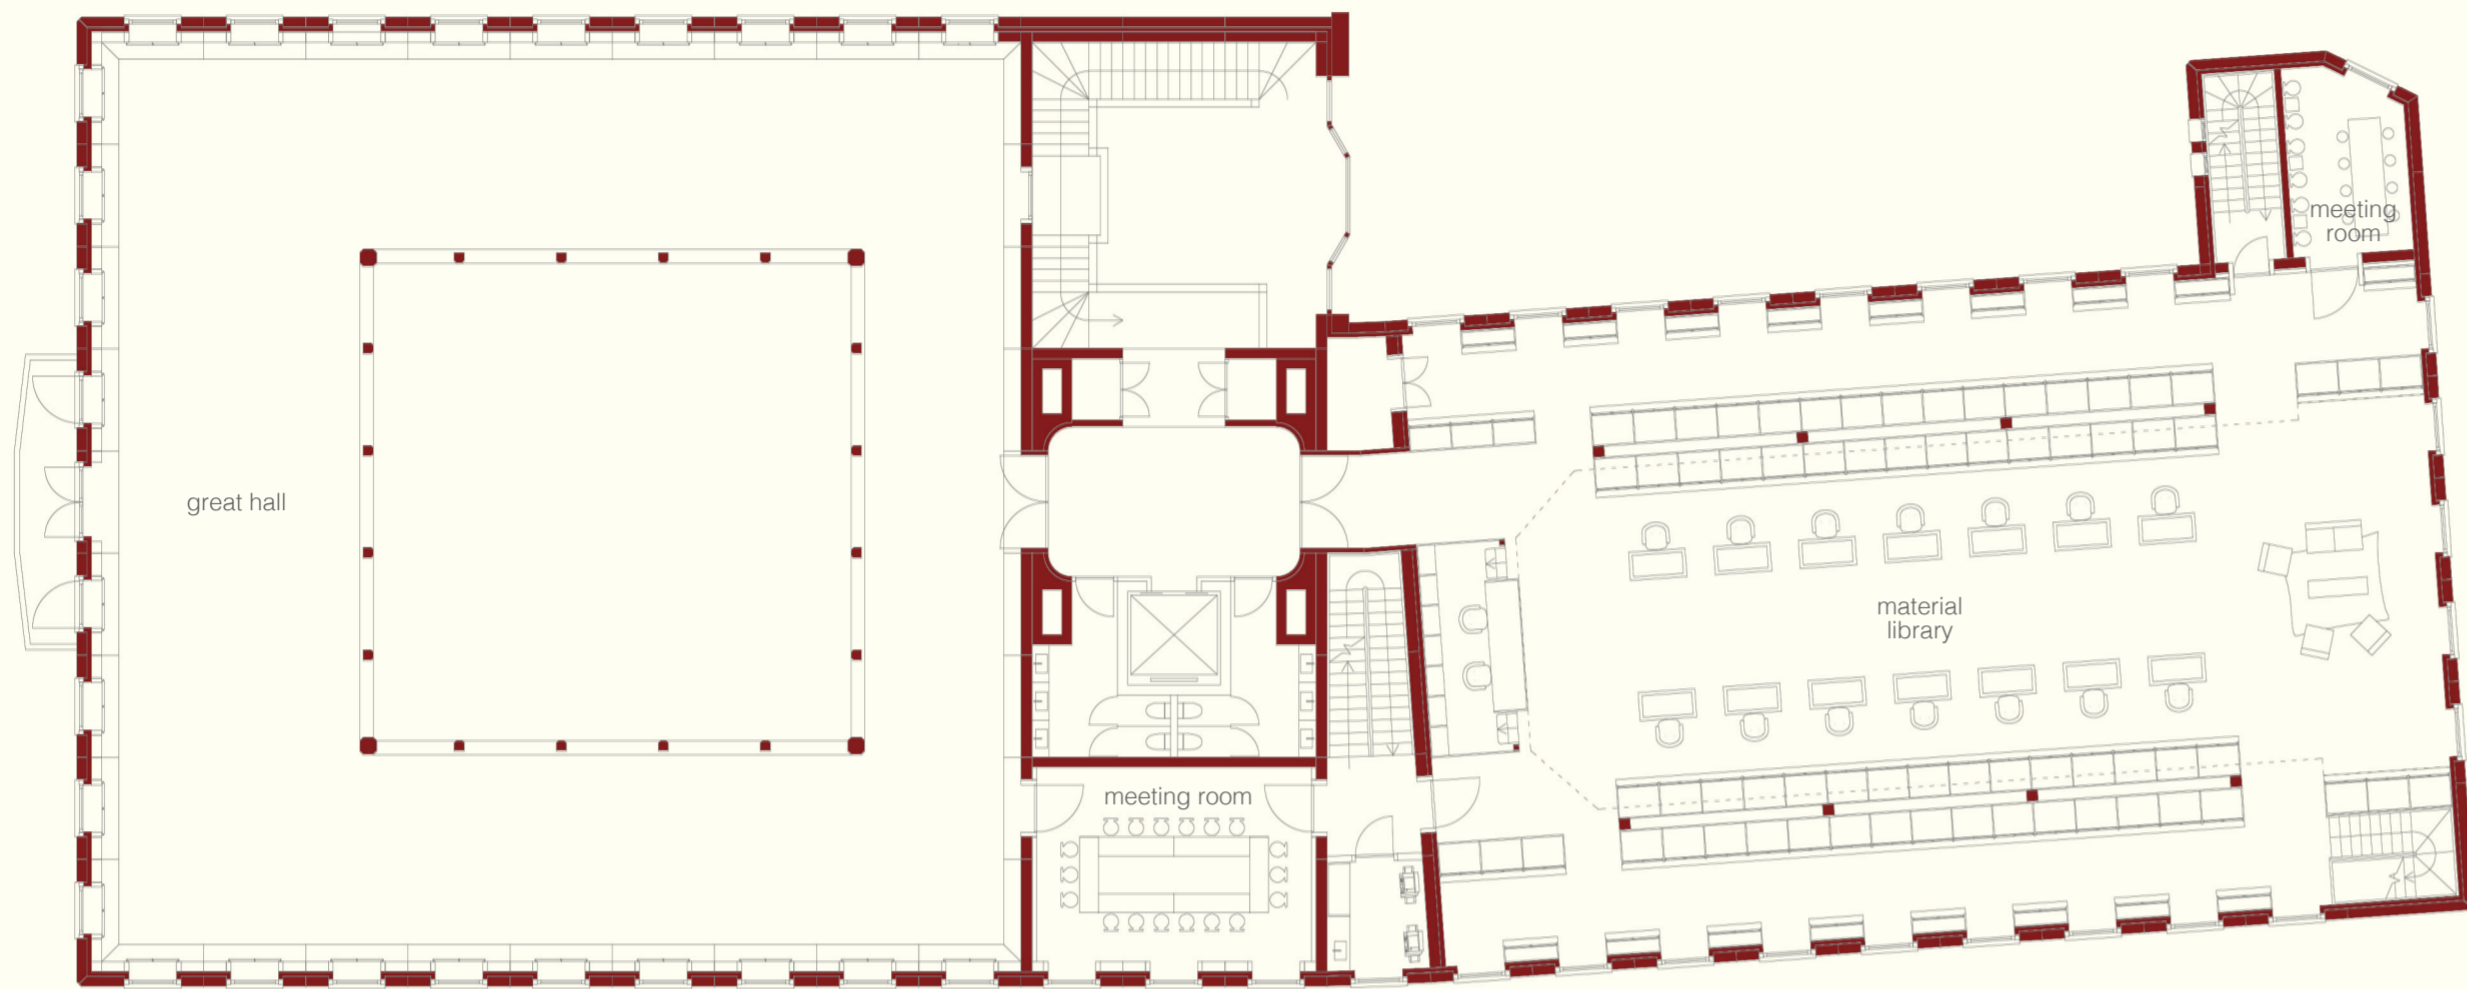 meeting
room
great hall
material
library
meeting room